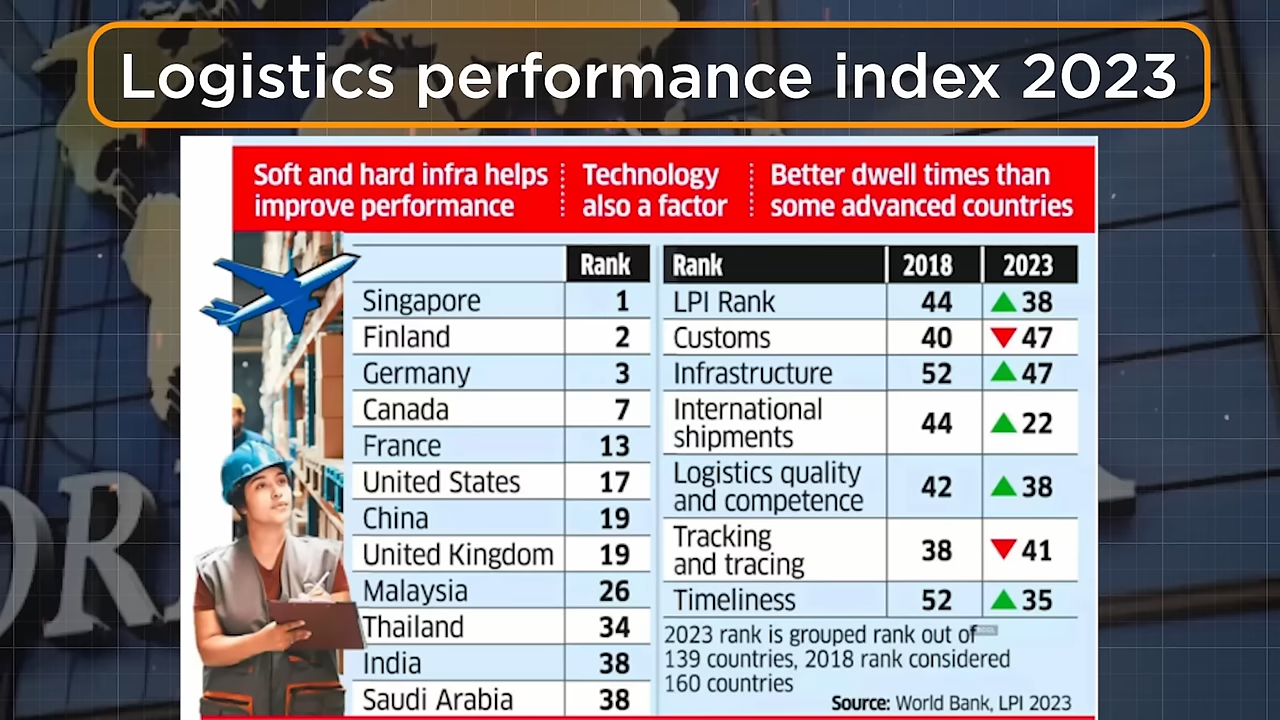 Logistics performance index 2023
Soft and hard infra helps
improve performance
Technology
also a factor
Better dwell times than
some advanced countries
Rank
Singapore 1
Finland 2
Germany 3
Canada 7
France 13
United States 17
China 19
United Kingdom 19
Malaysia 26
Thailand 34
India 38
Saudi Arabia 38
Rank 2018 2023
LPI Rank 44 38
Customs 40 47
Infrastructure 52 47
International
shipments 44 22
Logistics quality
and competence 42 38
Tracking
and tracing 38 41
Timeliness 52 35
2023 rank is grouped rank out of
139 countries, 2018 rank considered
160 countries
Source: World Bank, LPI 2023